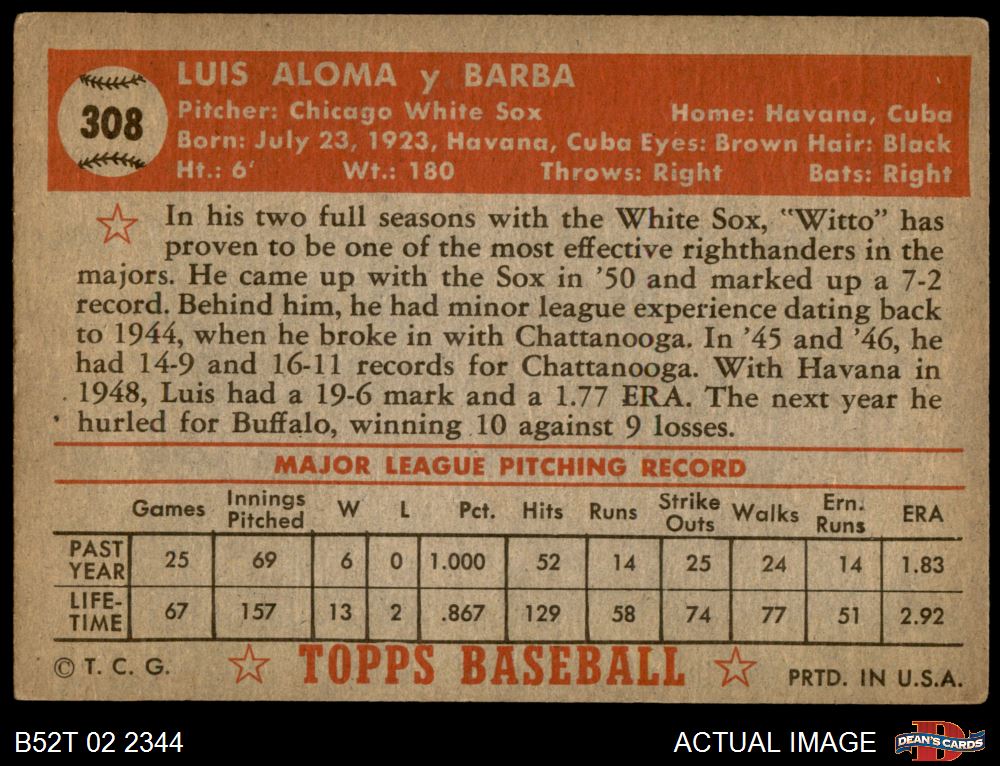 308
LUIS ALOMA y BARBA
Pitcher: Chicago White Sox Home: Havana, Cuba
Born: July 23, 1923, Havana, Cuba Eyes: Brown Hair: Black
Ht.: 6' Wt.: 180 Throws: Right Bats: Right
In his two full seasons with the White Sox, "Witto" has
proven to be one of the most effective righthanders in the
majors. He came up with the Sox in '50 and marked up a 7-2
record. Behind him, he had minor league experience dating back
to 1944, when he broke in with Chattanooga. In '45 and '46, he
had 14-9 and 16-11 records for Chattanooga. With Havana in
1948, Luis had a 19-6 mark and a 1.77 ERA. The next year he
hurled for Buffalo, winning 10 against 9 losses.
MAJOR LEAGUE PITCHING RECORD
Games Innings Pitched W L Pct. Hits Runs Strike Outs Walks Ern. Runs ERA
PAST YEAR 25 69 6 0 1.000 52 14 25 24 14 1.83
LIFE-TIME 67 157 13 2 .867 129 58 74 77 51 2.92
© T. C. G. TOPPS BASEBALL PRTD. IN U.S.A.
B52T 02 2344 ACTUAL IMAGE DEAN'S CARDS